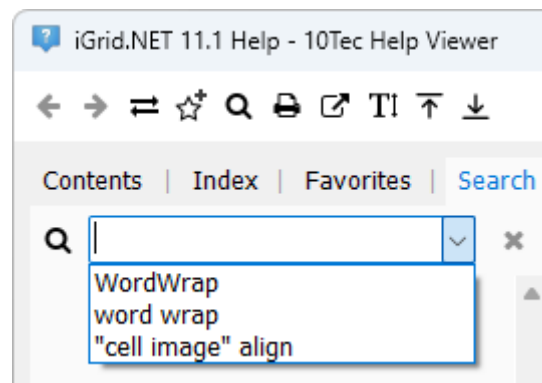 iGrid.NET 11.1 Help - 10Tec Help Viewer
Contents | Index | Favorites | Search
WordWrap
word wrap
"cell image" align